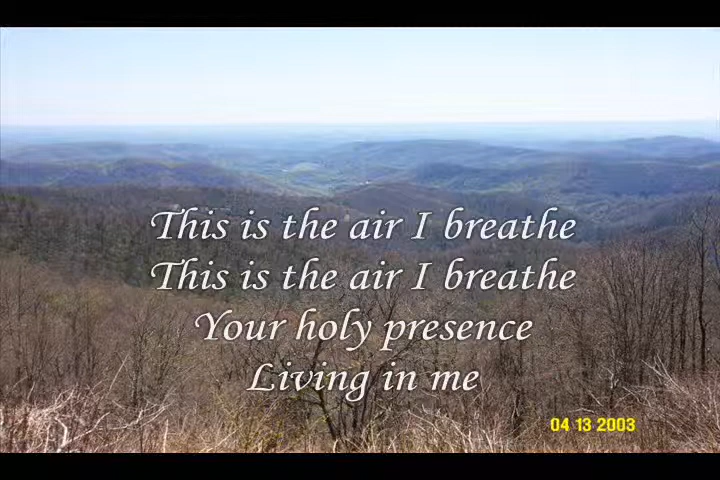 This is the air I breathe
This is the air I breathe
Your holy presence
Living in me
04 13 2003